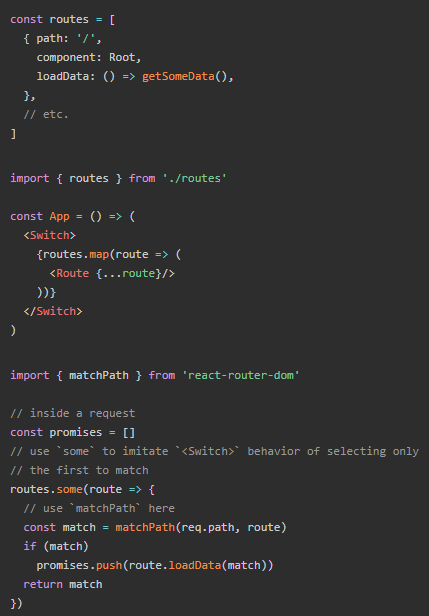 const routes = [
  { path: '/',
    component: Root,
    loadData: () => getSomeData(),
  },
  // etc.
]

import { routes } from './routes'

const App = () => (
  <Switch>
    {routes.map(route => (
      <Route {...route}/>
    ))}
  </Switch>
)

import { matchPath } from 'react-router-dom'

// inside a request
const promises = []
// use `some` to imitate `<Switch>` behavior of selecting only
// the first to match
routes.some(route => {
  // use `matchPath` here
  const match = matchPath(req.path, route)
  if (match)
    promises.push(route.loadData(match))
  return match
})